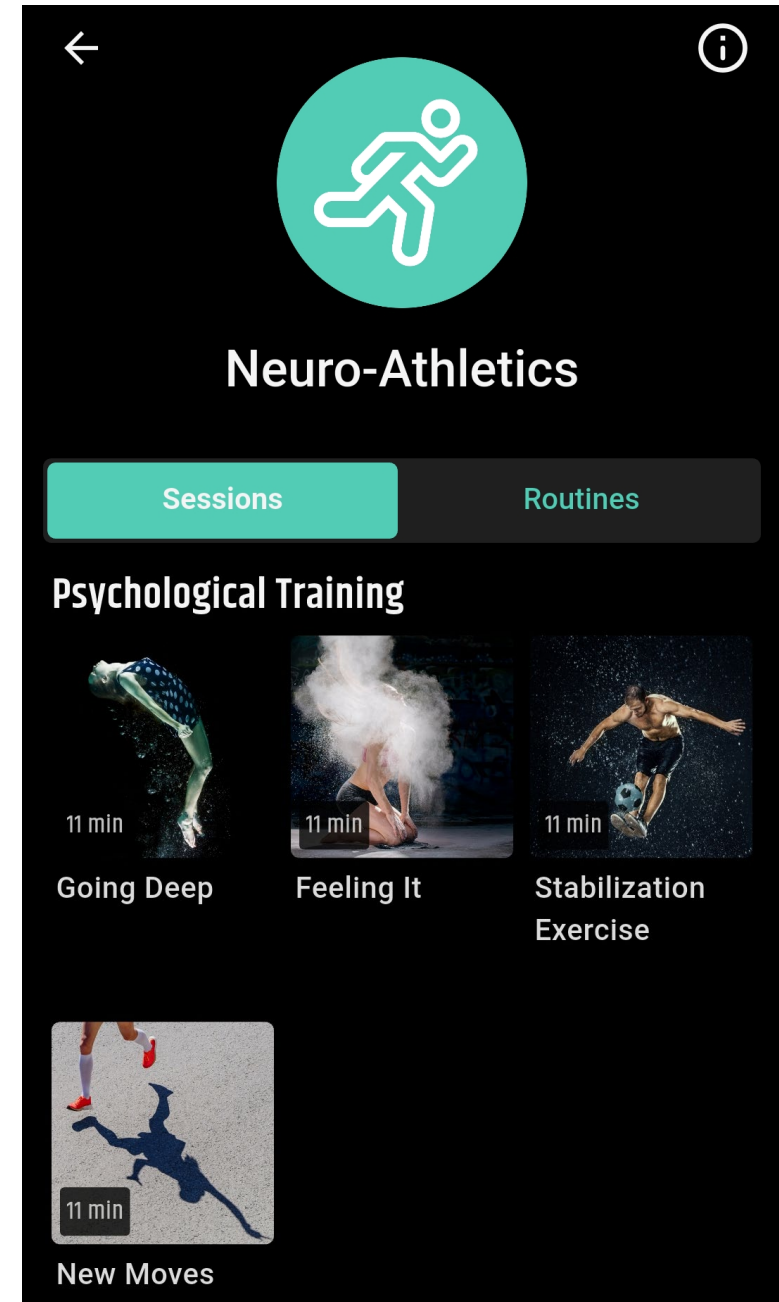 Neuro-Athletics
Sessions Routines
Psychological Training
11 min 11 min 11 min
Going Deep Feeling It Stabilization
Exercise
11 min
New Moves